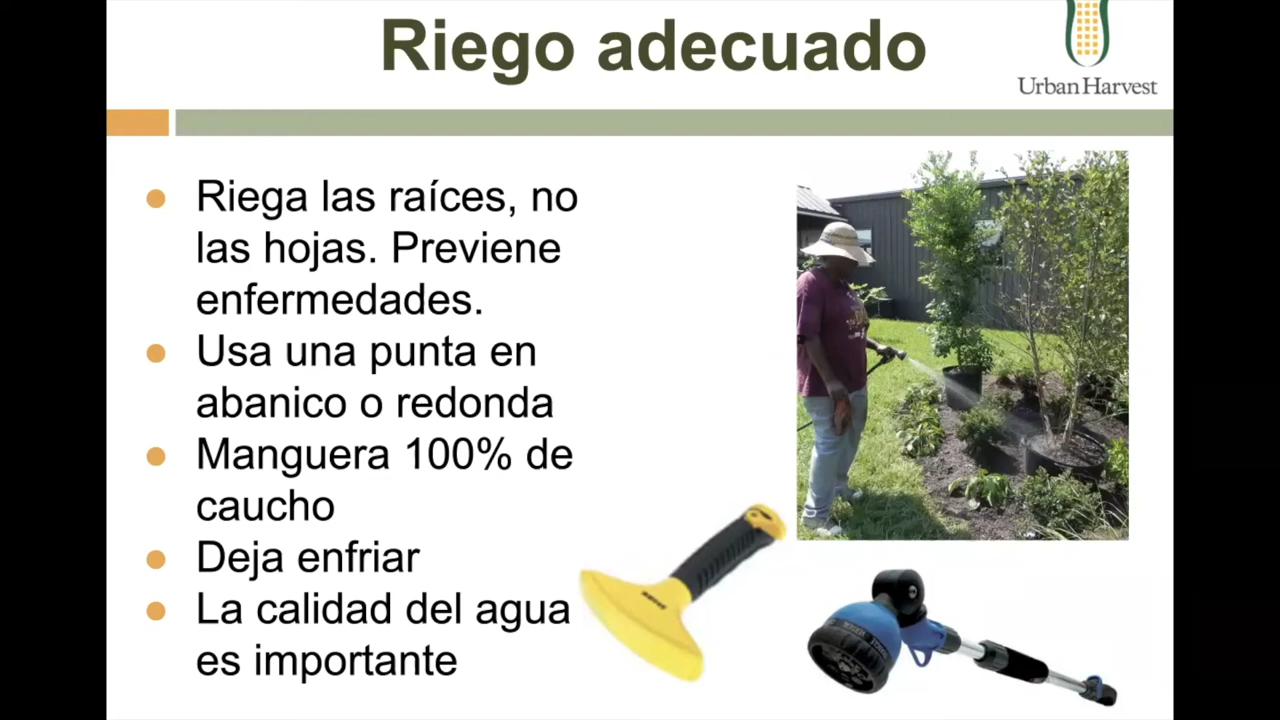 Riego adecuado
Urban Harvest
Riega las raíces, no
las hojas. Previene
enfermedades.
Usa una punta en
abanico o redonda
Manguera 100% de
caucho
Deja enfriar
La calidad del agua
es importante